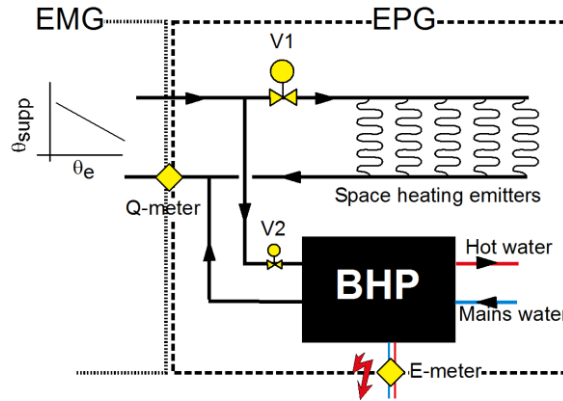 EMG
EPG
V1
θsupp
θe
Q-meter
Space heating emitters
V2
BHP
Hot water
Mains water
E-meter